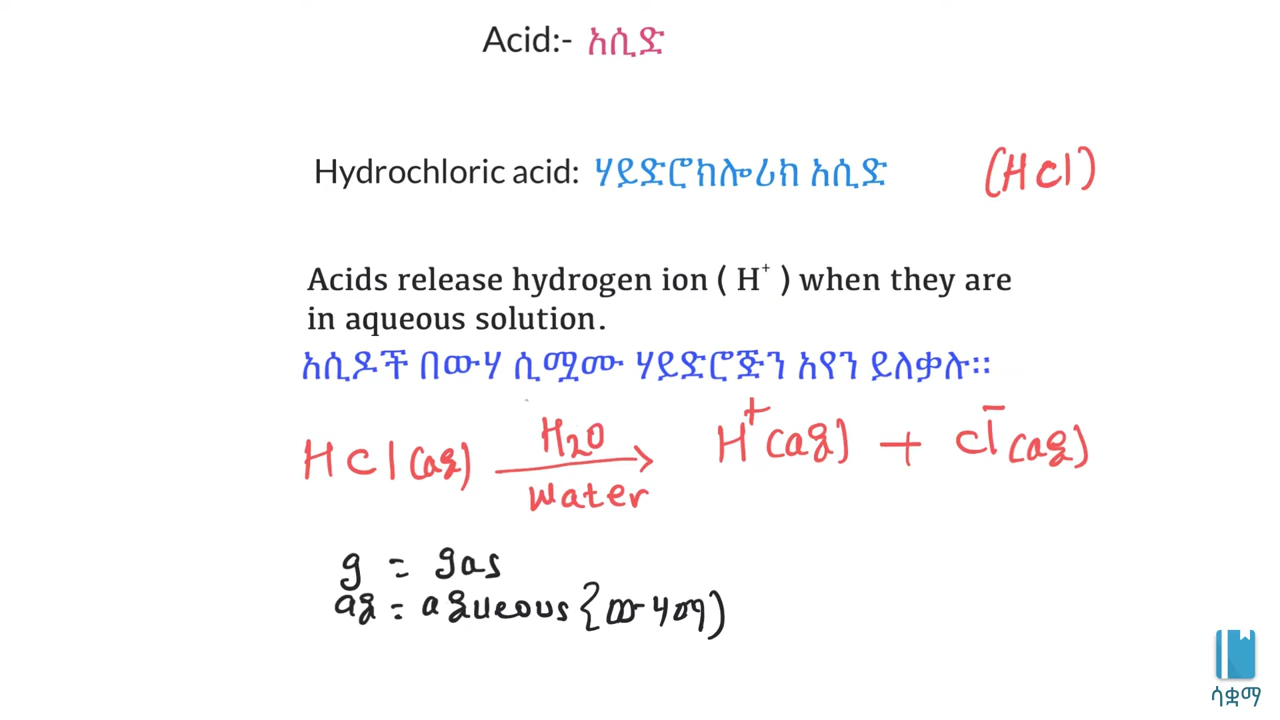 Acid:- አሲድ
Hydrochloric acid: ሃይድሮክሎሪክ አሲድ (HCl)
Acids release hydrogen ion ( H⁺ ) when they are
in aqueous solution.
አሲዶች በውሃ ሲሟሙ ሃይድሮጅን አየን ይለቃሉ፡፡
HCl(aq) H₂O → water H⁺(aq) + Cl⁻(aq)
g = gas
aq = aqueous {ውሃማ)
ሳቋማ